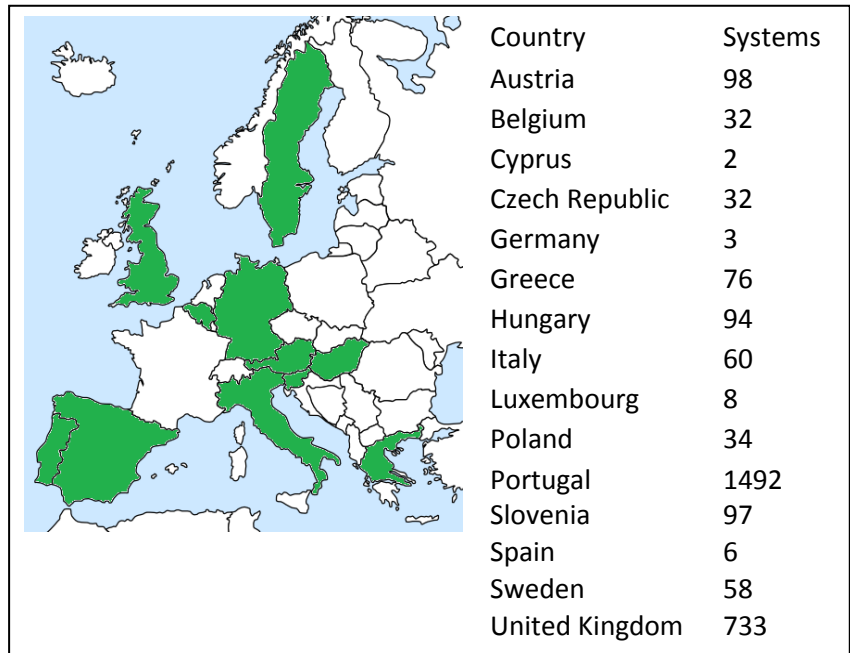 Country Systems
Austria 98
Belgium 32
Cyprus 2
Czech Republic 32
Germany 3
Greece 76
Hungary 94
Italy 60
Luxembourg 8
Poland 34
Portugal 1492
Slovenia 97
Spain 6
Sweden 58
United Kingdom 733